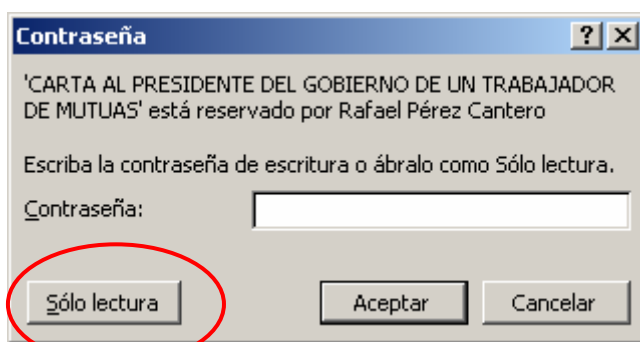 Contraseña
'CARTA AL PRESIDENTE DEL GOBIERNO DE UN TRABAJADOR
DE MUTUAS' está reservado por Rafael Pérez Cantero
Escriba la contraseña de escritura o ábralo como Sólo lectura.
Contraseña:
Sólo lectura Aceptar Cancelar